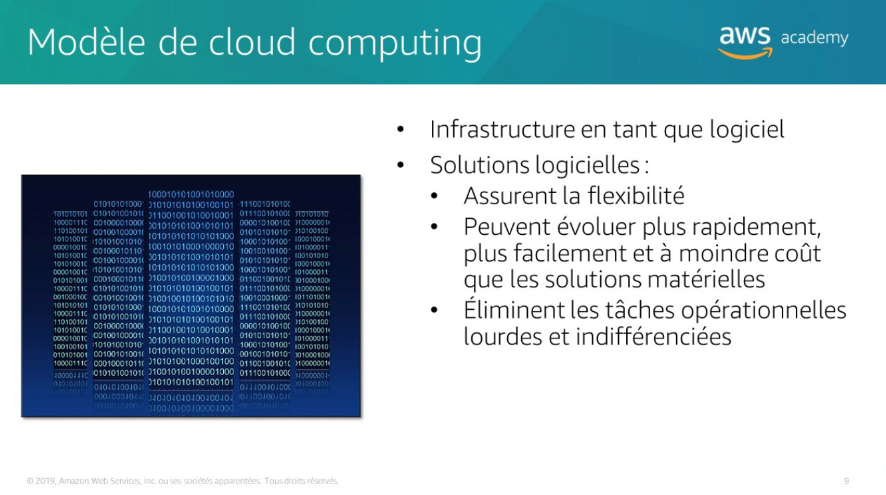 Modèle de cloud computing
aws academy
• Infrastructure en tant que logiciel
• Solutions logicielles :
• Assurent la flexibilité
• Peuvent évoluer plus rapidement,
plus facilement et à moindre coût
que les solutions matérielles
• Éliminent les tâches opérationnelles
lourdes et indifférenciées
© 2019, Amazon Web Services, Inc. ou ses sociétés apparentées. Tous droits réservés.
9